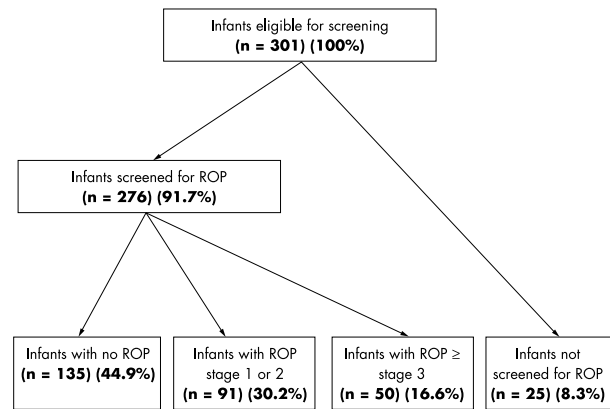 Infants eligible for screening
(n = 301) (100%)
Infants screened for ROP
(n = 276) (91.7%)
Infants with no ROP
(n = 135) (44.9%)
Infants with ROP
stage 1 or 2
(n = 91) (30.2%)
Infants with ROP ≥
stage 3
(n = 50) (16.6%)
Infants not
screened for ROP
(n = 25) (8.3%)